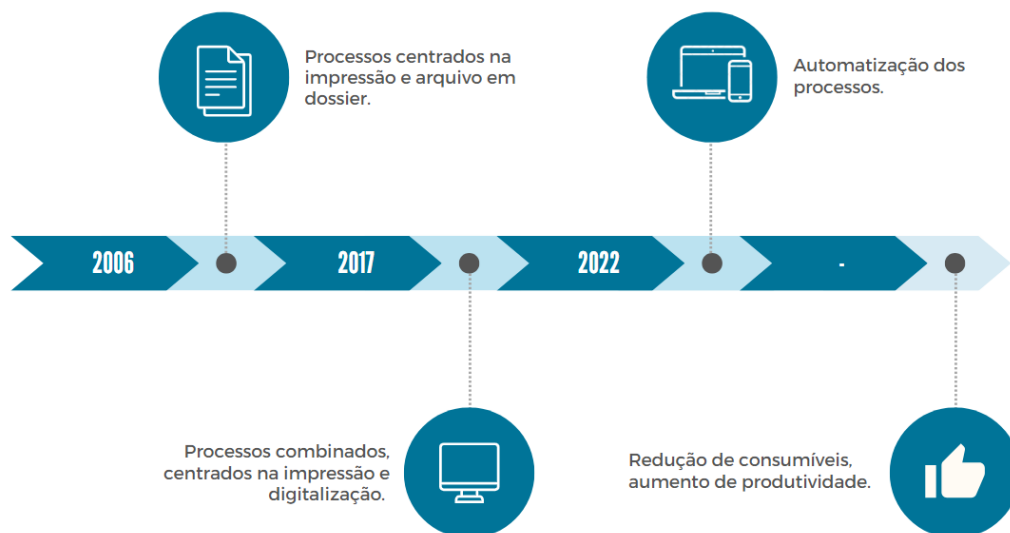 Processos centrados na
impressão e arquivo em
dossier.
Automatização dos
processos.
2006
2017
2022
-
Processos combinados,
centrados na impressão e
digitalização.
Redução de consumíveis,
aumento de produtividade.